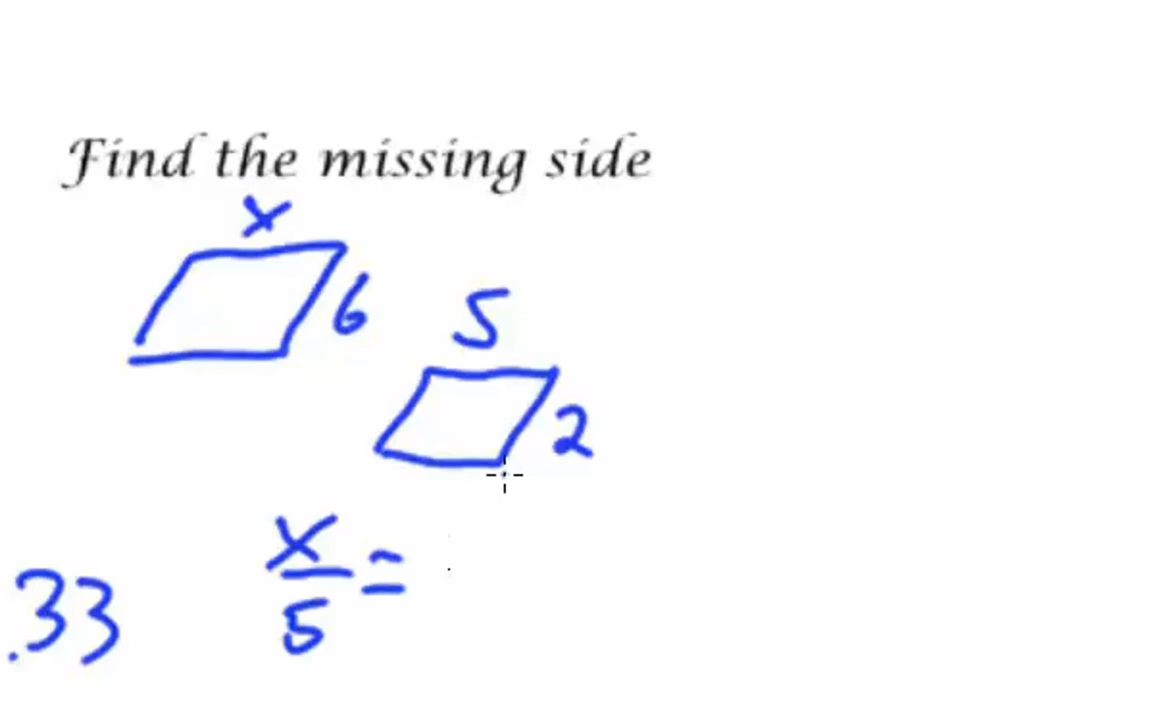 Find the missing side
x
6
5
2
x/5 =
.33